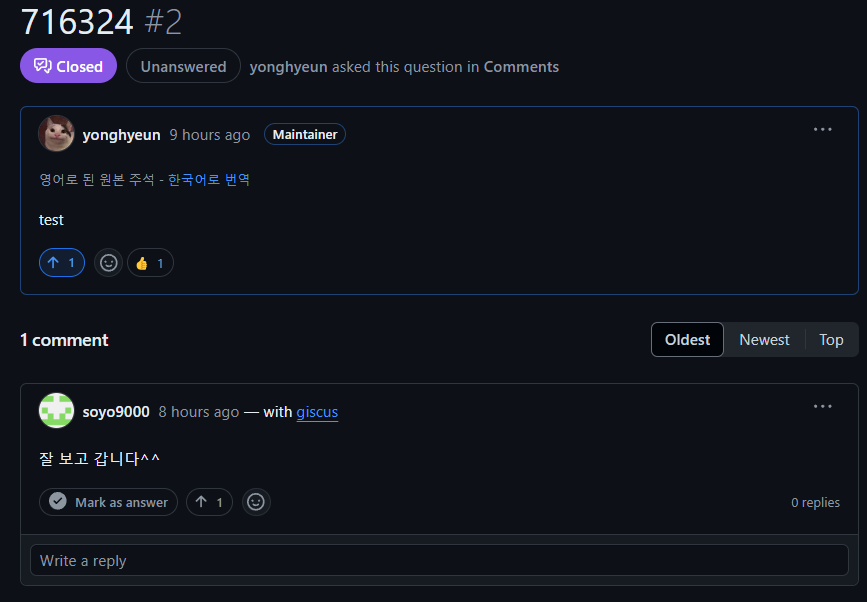 716324 #2
Closed Unanswered yonghyeun asked this question in Comments
yonghyeun 9 hours ago Maintainer
영어로 된 원본 주석 - 한국어로 번역
test
1 1
1 comment Oldest Newest Top
soyo9000 8 hours ago — with giscus
잘 보고 갑니다^^
Mark as answer 1 0 replies
Write a reply